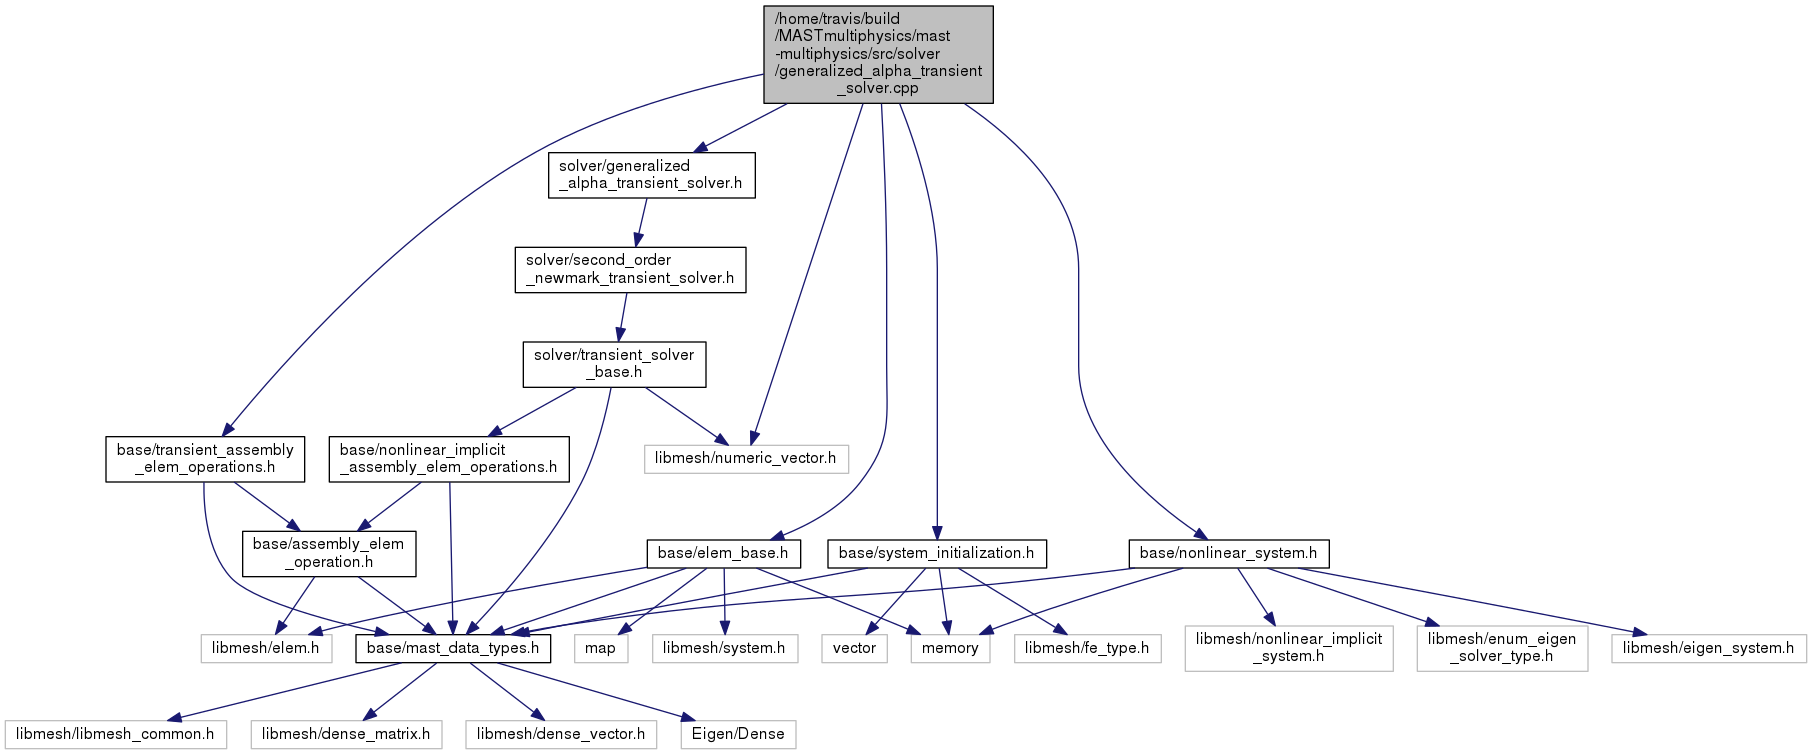 /home/travis/build
/MASTmultiphysics/mast
-multiphysics/src/solver
/generalized_alpha_transient
_solver.cpp
solver/generalized
_alpha_transient_solver.h
solver/second_order
_newmark_transient_solver.h
solver/transient_solver
_base.h
base/transient_assembly
_elem_operations.h
base/nonlinear_implicit
_assembly_elem_operations.h
libmesh/numeric_vector.h
base/assembly_elem
_operation.h
base/elem_base.h
base/system_initialization.h
base/nonlinear_system.h
libmesh/elem.h
base/mast_data_types.h
map
libmesh/system.h
vector
memory
libmesh/fe_type.h
libmesh/nonlinear_implicit
_system.h
libmesh/enum_eigen
_solver_type.h
libmesh/eigen_system.h
libmesh/libmesh_common.h
libmesh/dense_matrix.h
libmesh/dense_vector.h
Eigen/Dense